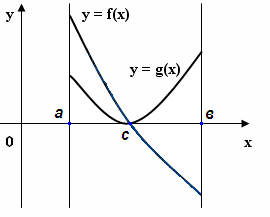 y
y = f(x)
y = g(x)
a
в
c
0
x